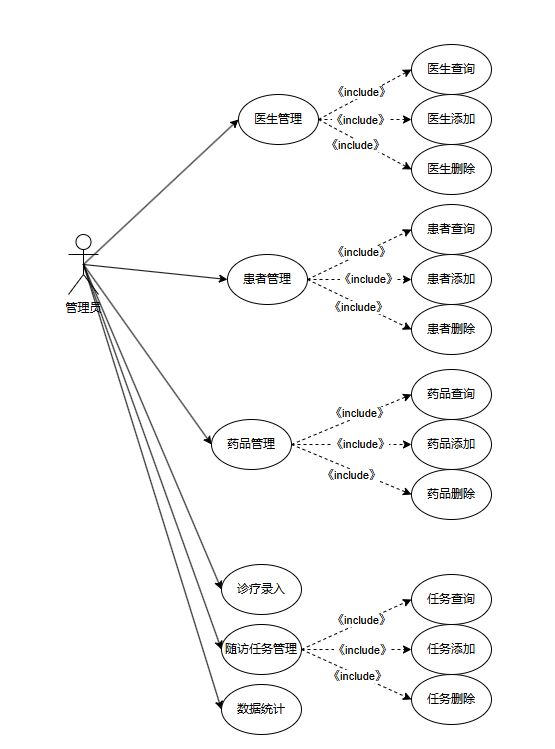 医生查询
《include》
医生管理
《include》
医生添加
《include》
医生删除
患者查询
《include》
患者管理
《include》
患者添加
《include》
患者删除
管理员
药品查询
《include》
药品管理
《include》
药品添加
《include》
药品删除
诊疗录入
任务查询
《include》
随访任务管理
《include》
任务添加
《include》
任务删除
数据统计